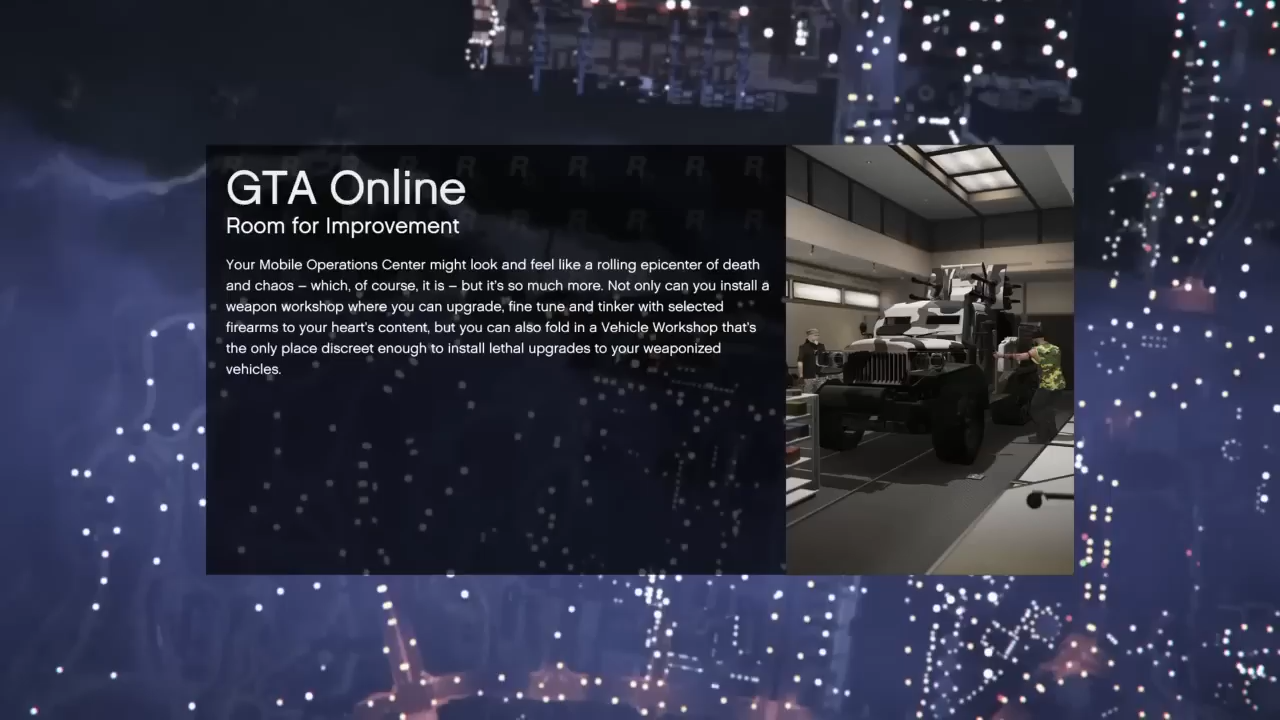 GTA Online
Room for Improvement
Your Mobile Operations Center might look and feel like a rolling epicenter of death
and chaos – which, of course, it is – but it's so much more. Not only can you install a
weapon workshop where you can upgrade, fine tune and tinker with selected
firearms to your heart's content, but you can also fold in a Vehicle Workshop that's
the only place discreet enough to install lethal upgrades to your weaponized
vehicles.